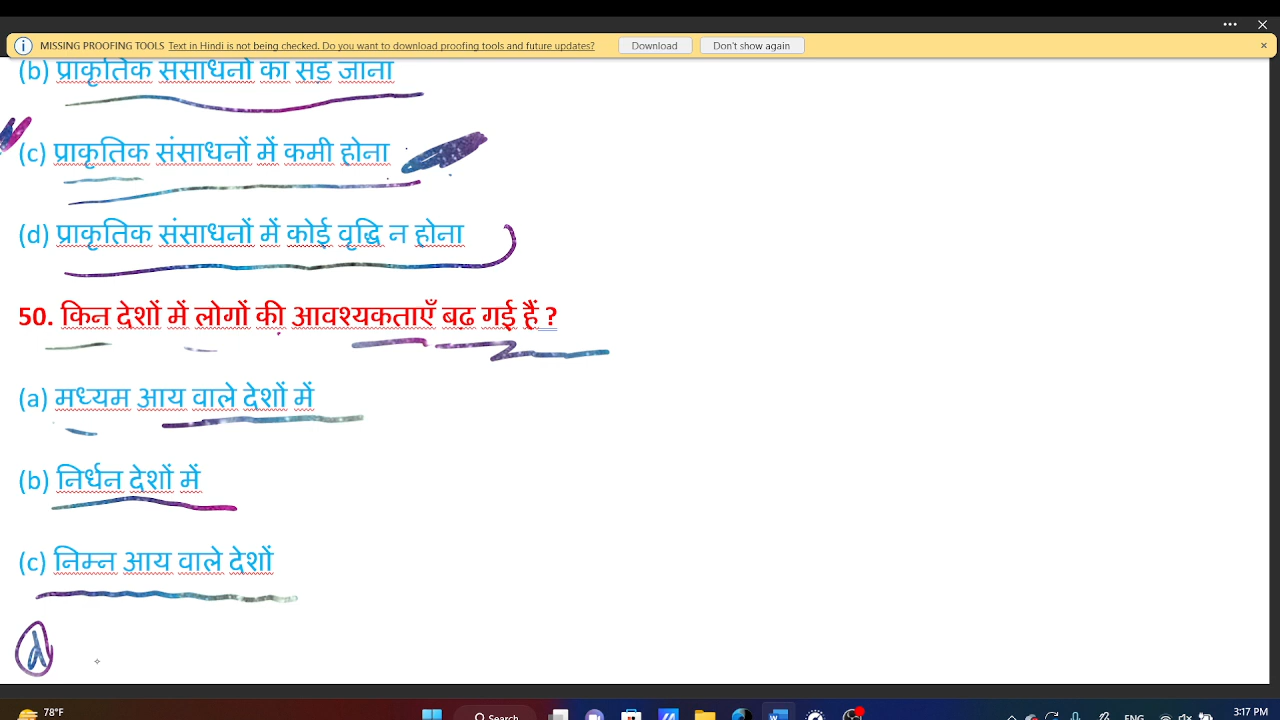 MISSING PROOFING TOOLS Text in Hindi is not being checked. Do you want to download proofing tools and future updates? Download Don't show again
(b) प्राकृतिक संसाधनों का सड़ जाना
(c) प्राकृतिक संसाधनों में कमी होना
(d) प्राकृतिक संसाधनों में कोई वृद्धि न होना
50. किन देशों में लोगों की आवश्यकताएँ बढ़ गई हैं ?
(a) मध्यम आय वाले देशों में
(b) निर्धन देशों में
(c) निम्न आय वाले देशों
78°F Search ENG 3:17 PM